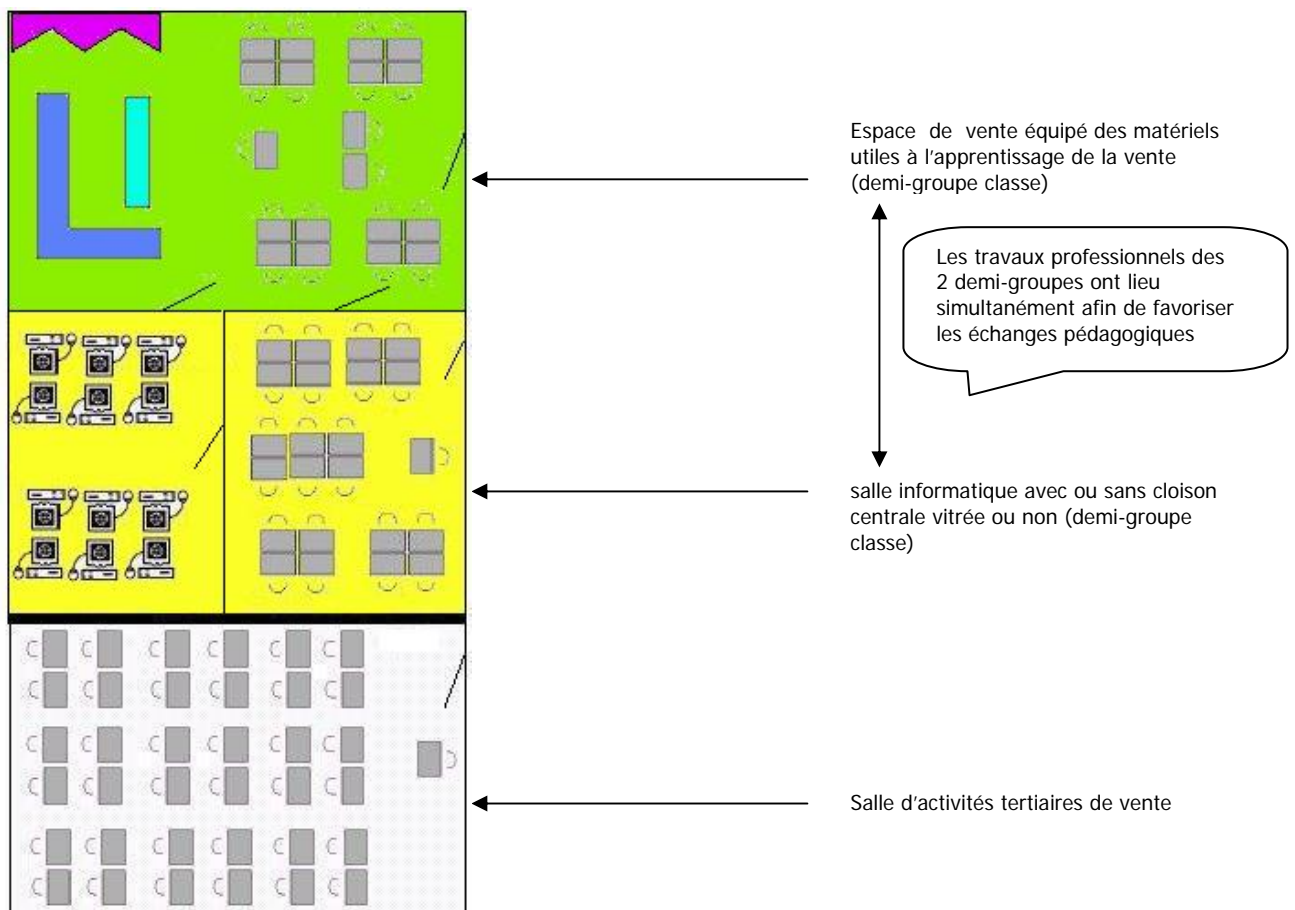 Espace de vente équipé des matériels
utiles à l'apprentissage de la vente
(demi-groupe classe)
Les travaux professionnels des
2 demi-groupes ont lieu
simultanément afin de favoriser
les échanges pédagogiques
salle informatique avec ou sans cloison
centrale vitrée ou non (demi-groupe
classe)
Salle d'activités tertiaires de vente